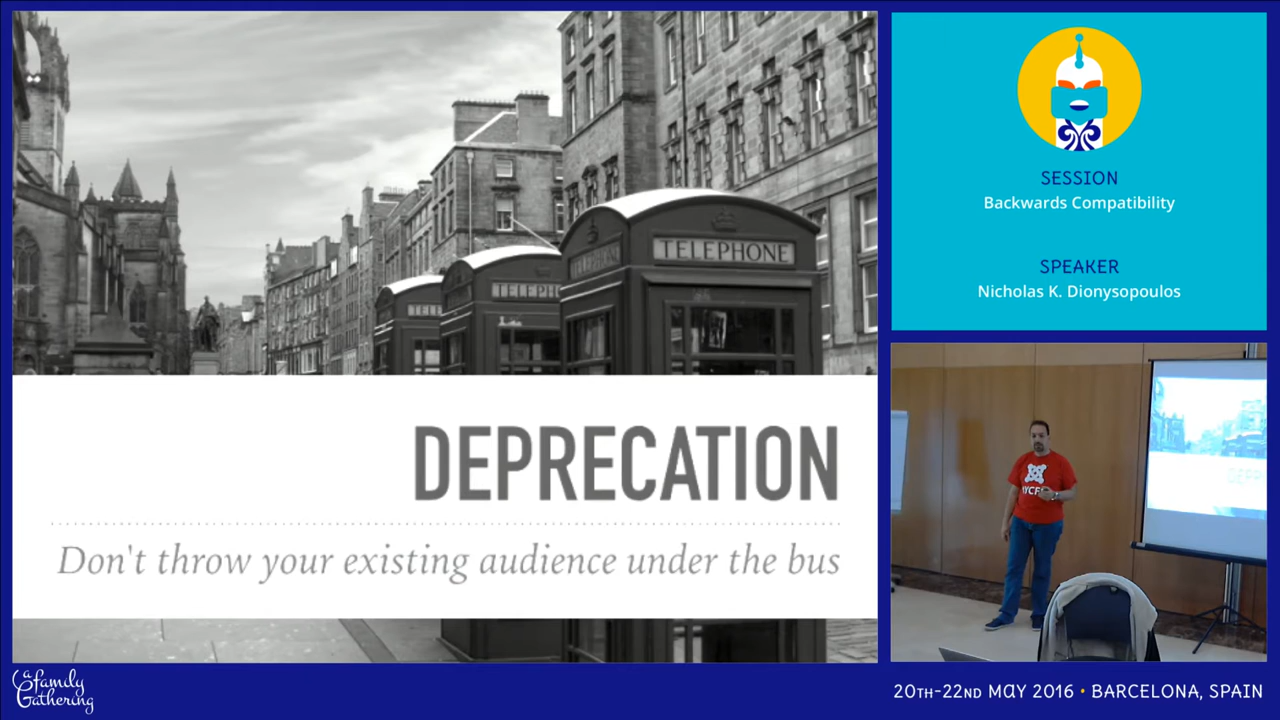 TELEPHONE
DEPRECATION
Don't throw your existing audience under the bus
SESSION
Backwards Compatibility
SPEAKER
Nicholas K. Dionysopoulos
a family
Gathering
20TH-22ND MAY 2016 • BARCELONA, SPAIN